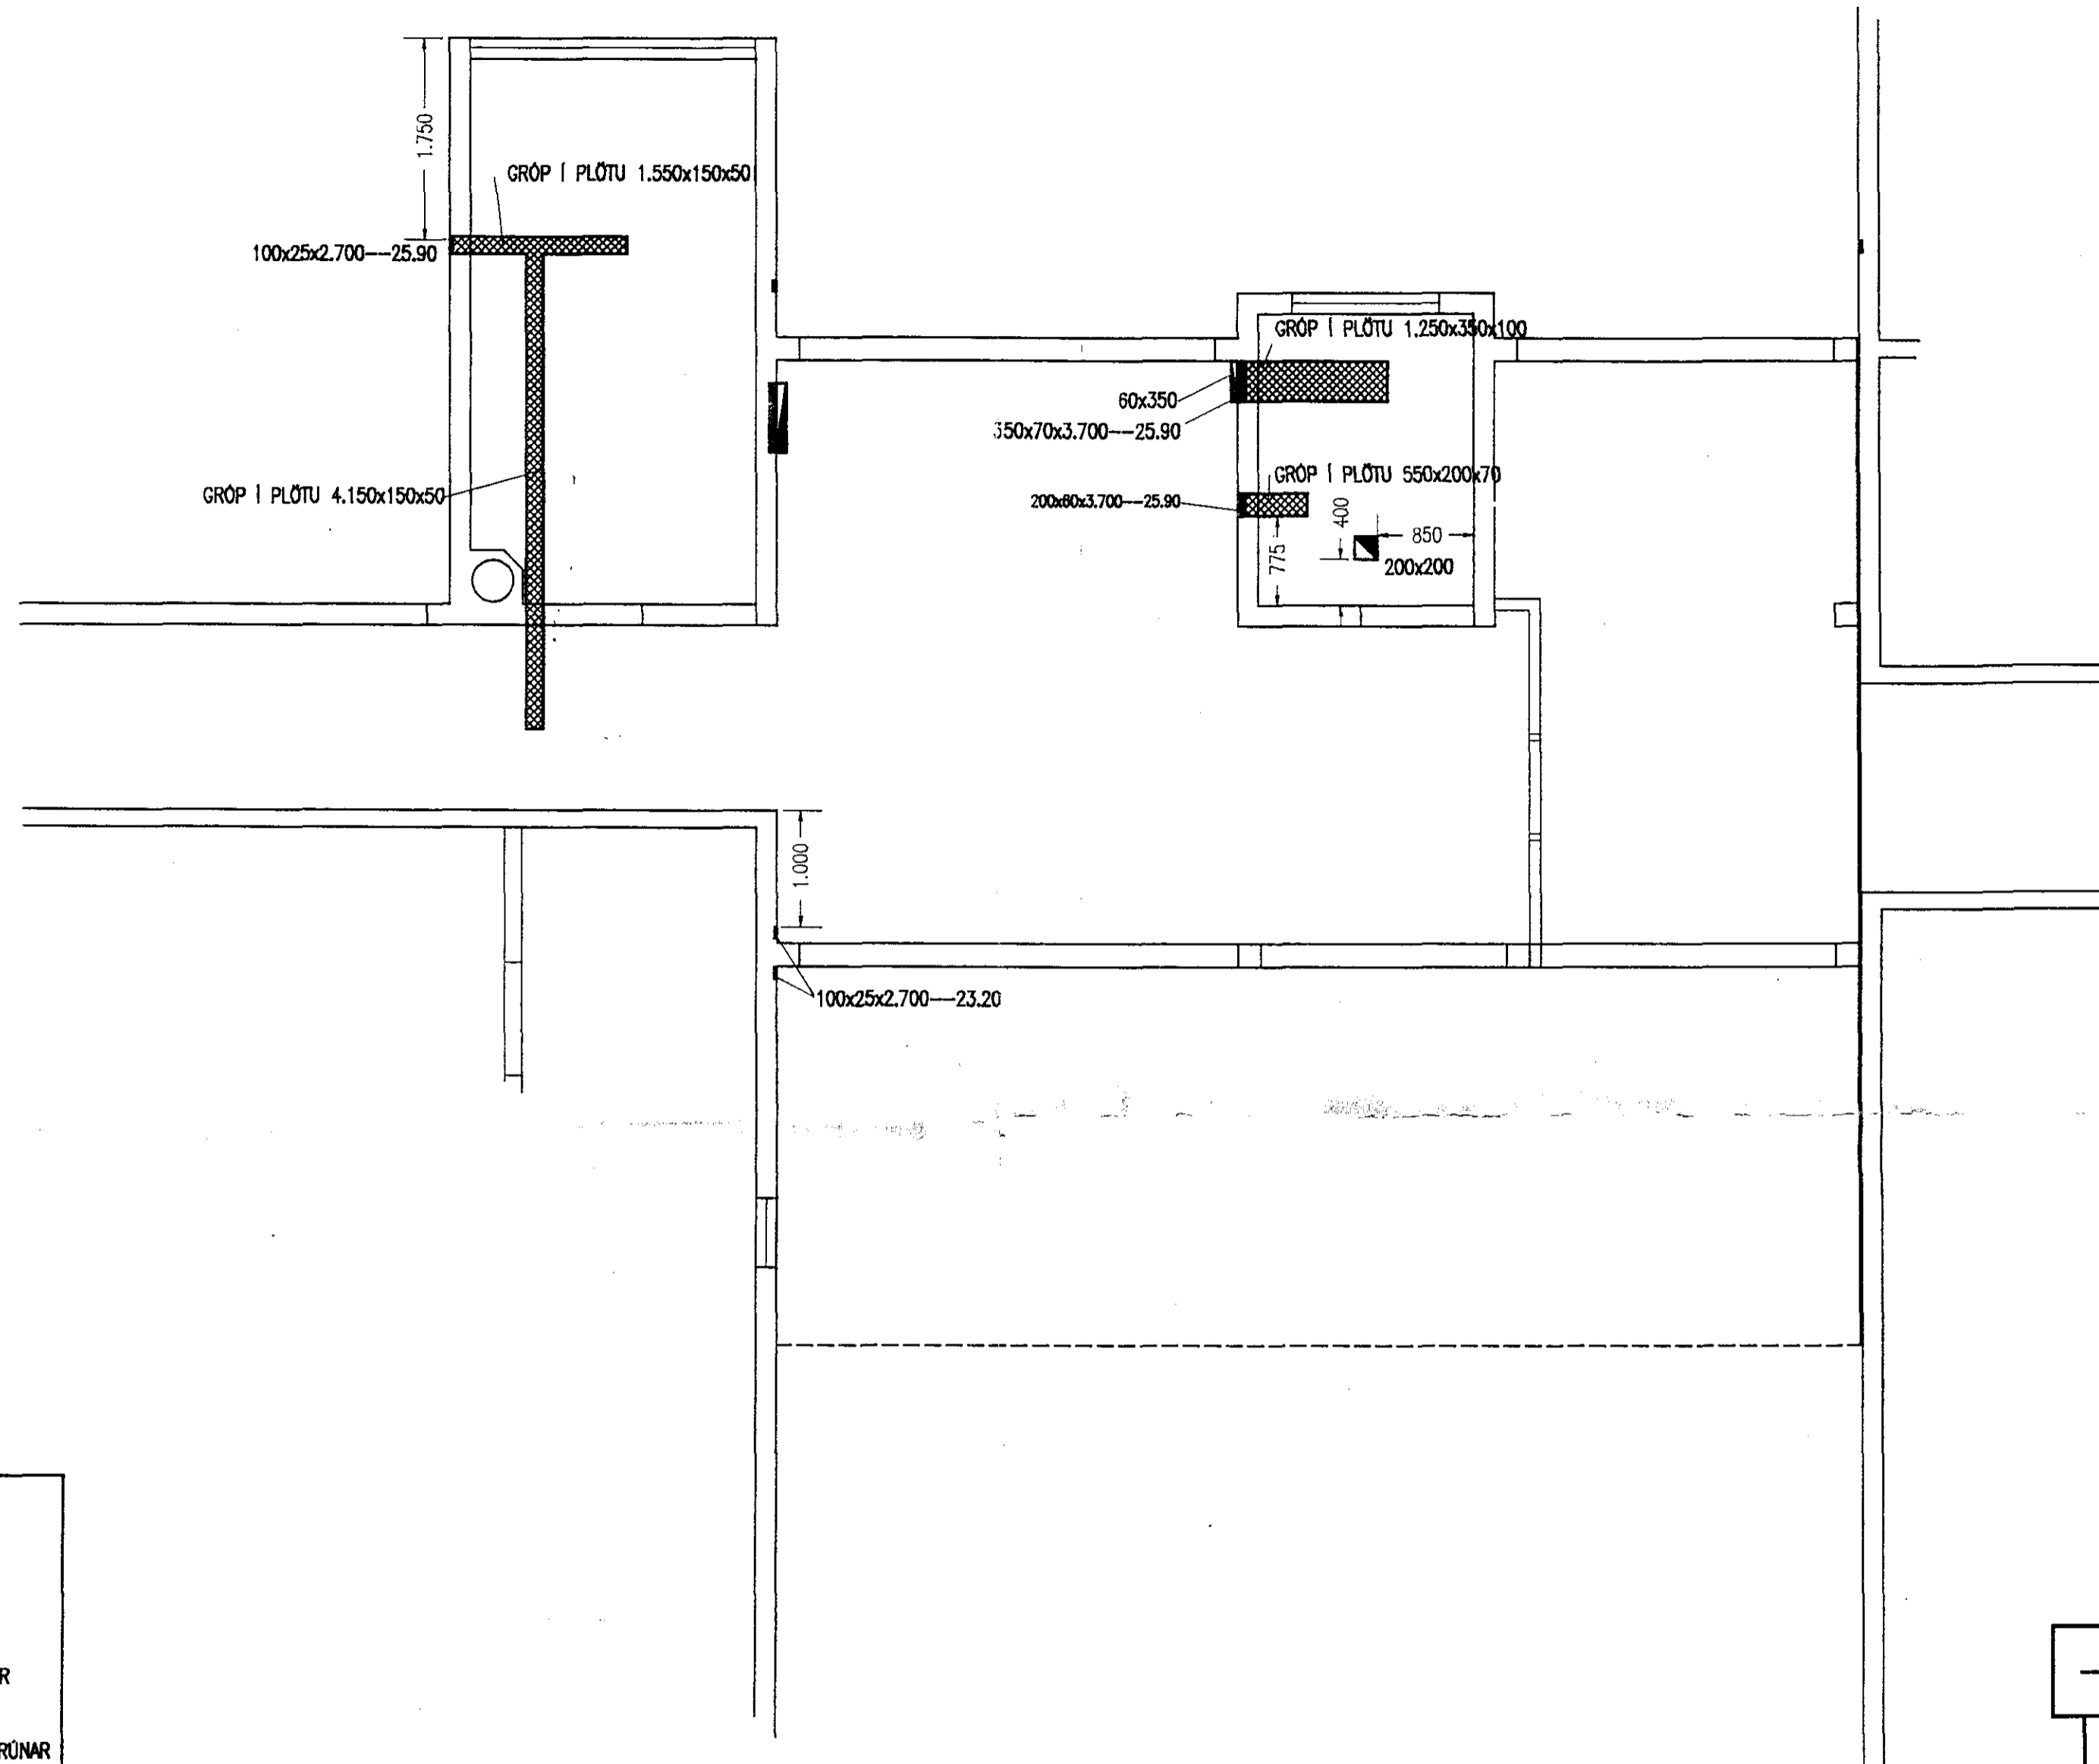 1.750
GRÓP Í PLÖTU 1.550x150x50
100x25x2.700--25.90
GRÓP Í PLÖTU 1.250x350x100
60x350
350x70x3.700--25.90
GRÓP Í PLÖTU 550x200x70
GRÓP Í PLÖTU 4.150x150x50
200x60x3.700--25.90
400
850
775
200x200
1.000
100x25x2.700--23.20
R
RÚNAR